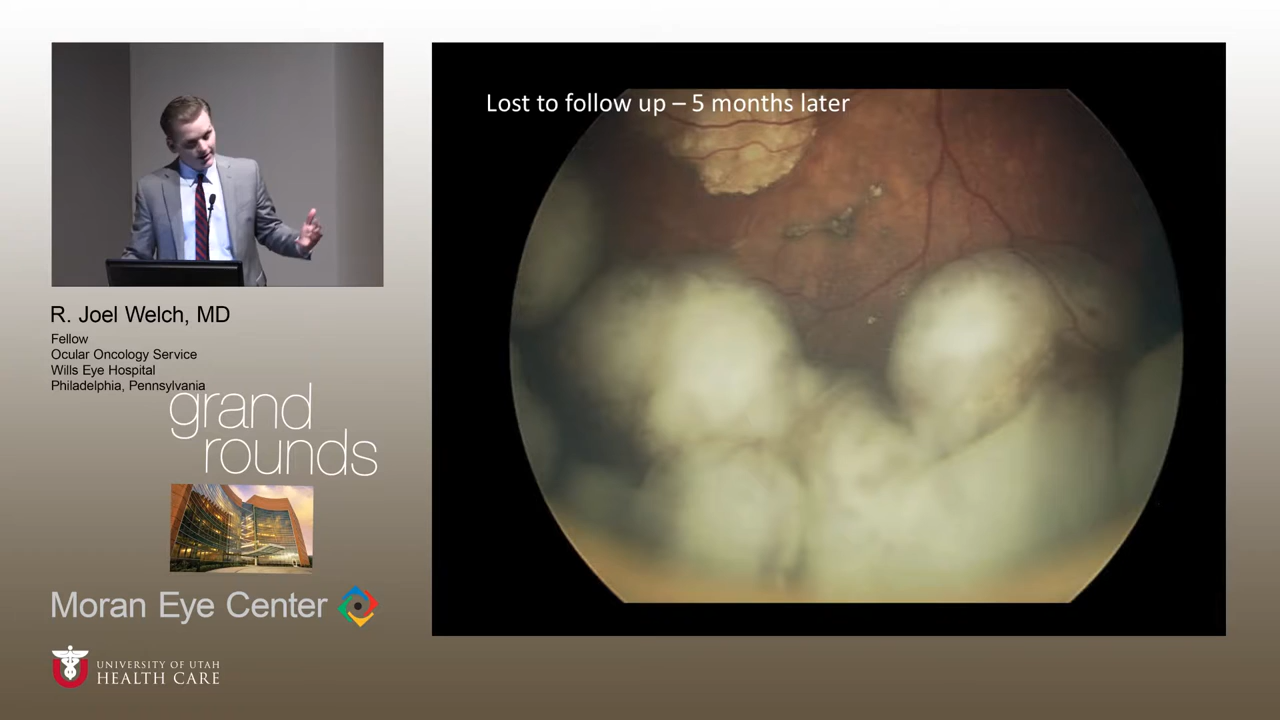 Lost to follow up – 5 months later
R. Joel Welch, MD
Fellow
Ocular Oncology Service
Wills Eye Hospital
Philadelphia, Pennsylvania
grand
rounds
Moran Eye Center
UNIVERSITY OF UTAH
HEALTH CARE